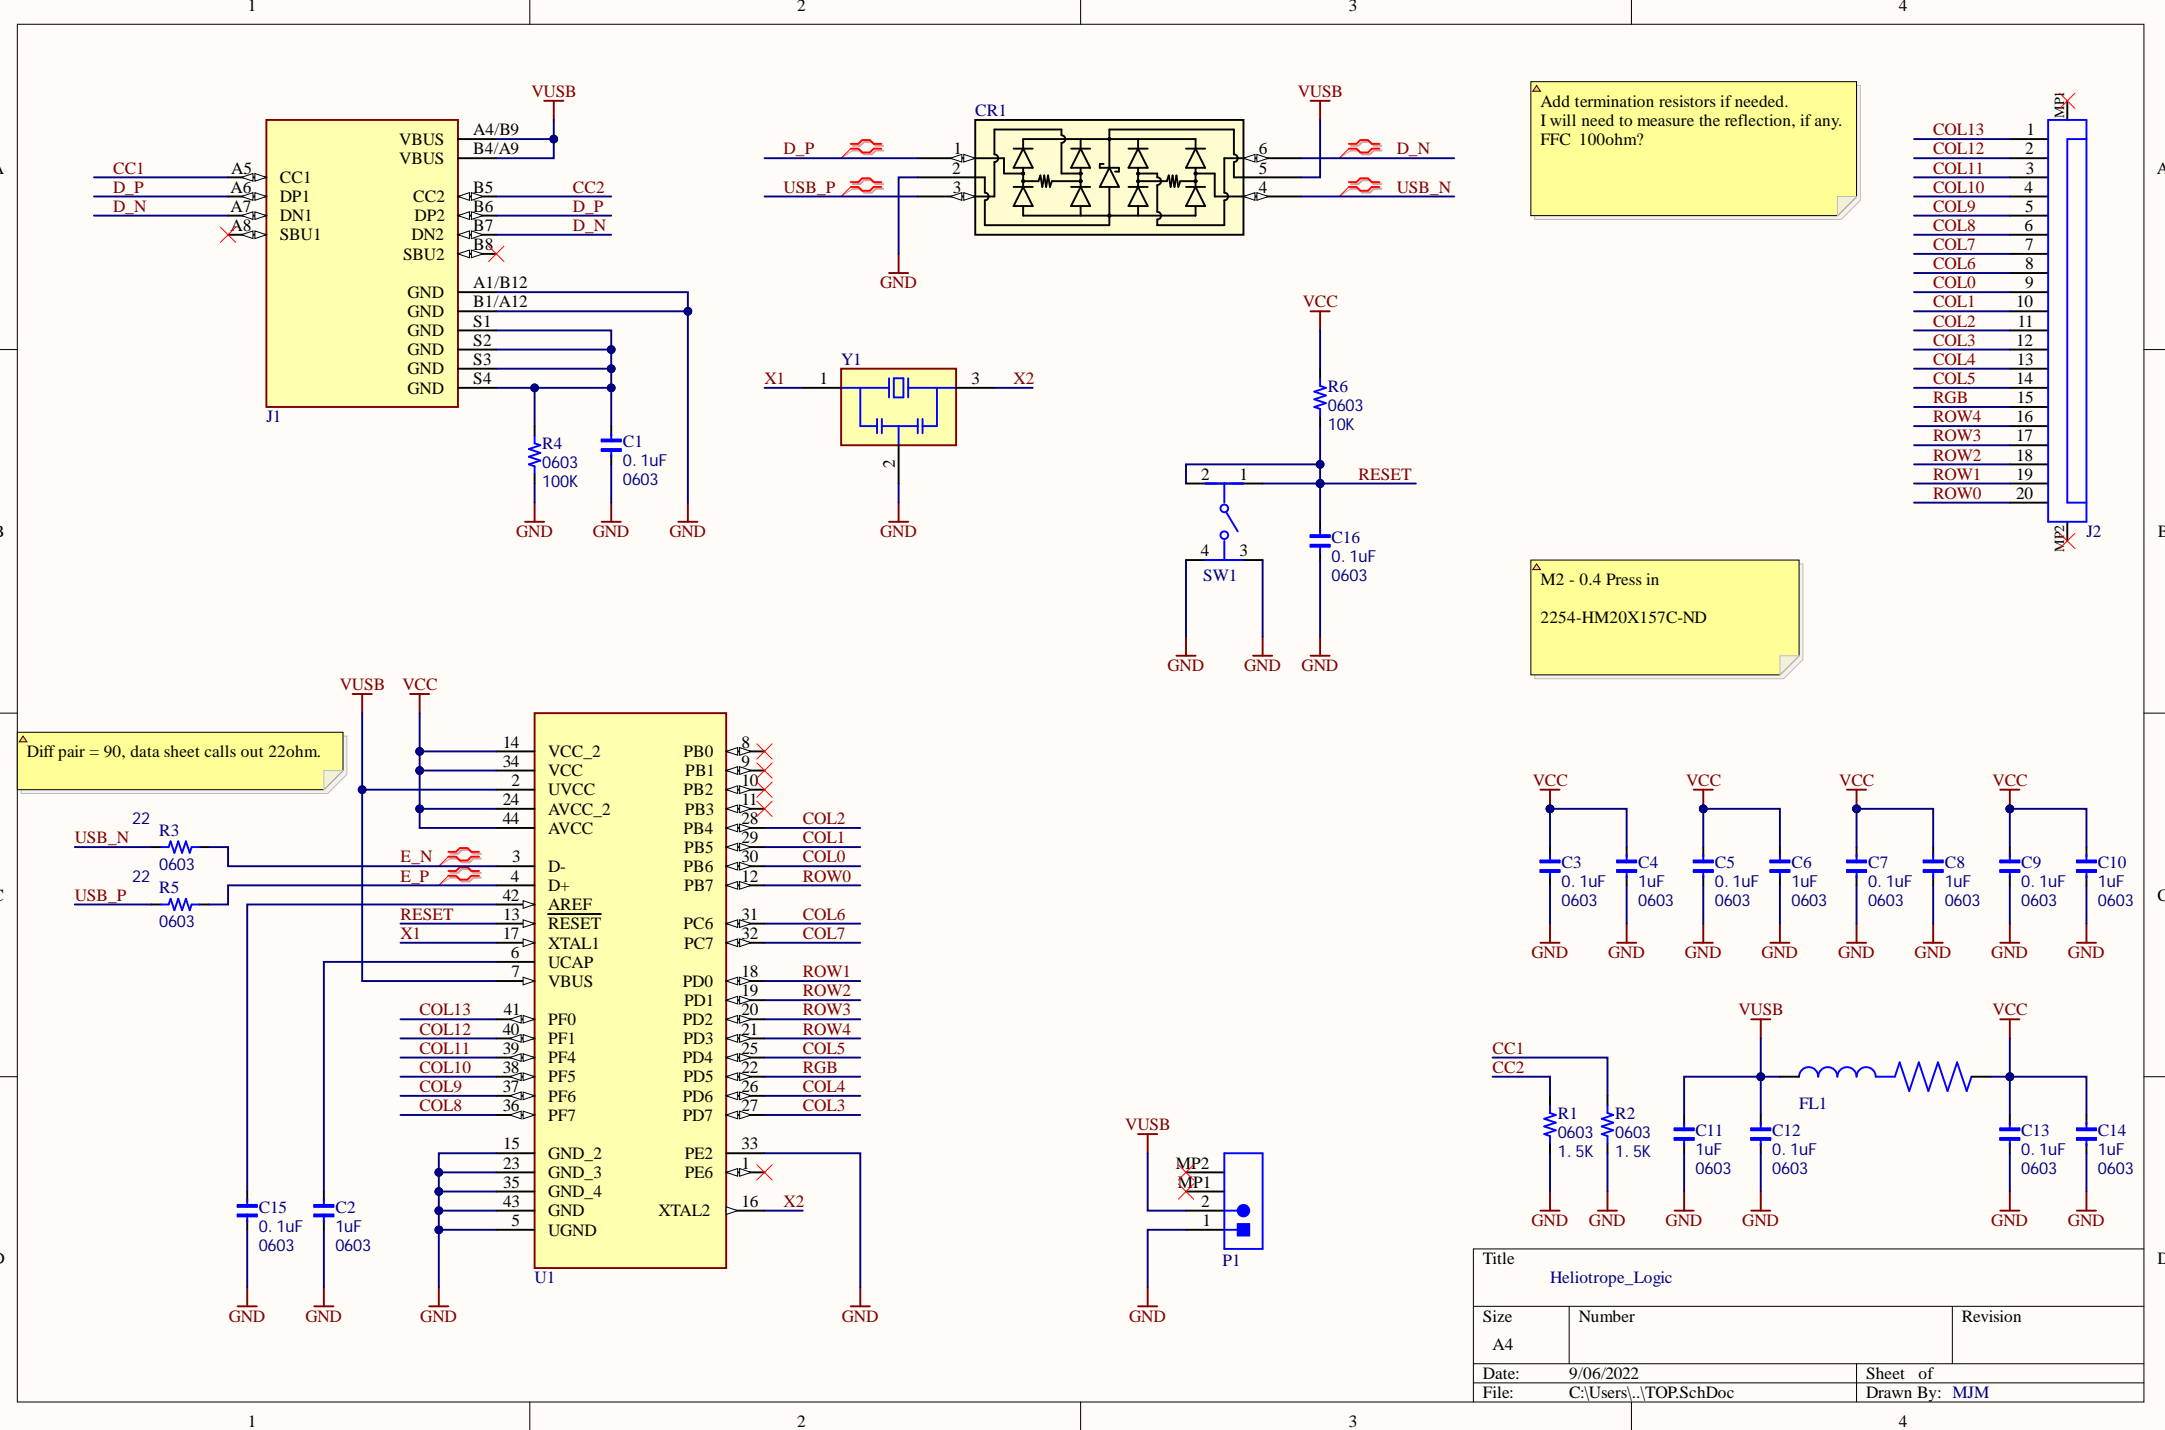 1 2 3 4
A
B
C
D
VUSB
VBUS A4/B9
VBUS B4/A9
CC1 A5 CC1
D_P A6 DP1
D_N A7 DN1
A8 SBU1
CC2 B5 CC2
DP2 B6 D_P
DN2 B7 D_N
SBU2 B8
GND A1/B12
GND B1/A12
GND S1
GND S2
GND S3
GND S4
J1
R4
0603
100K
C1
0.1uF
0603
GND GND GND
CR1
VUSB
D_P 1 6 D_N
2 5
USB_P 3 4 USB_N
GND
Y1
X1 1 3 X2
2
GND
VCC
R6
0603
10K
2 1 RESET
4 3
SW1
C16
0.1uF
0603
GND GND GND
Add termination resistors if needed.
I will need to measure the reflection, if any.
FFC 100ohm?
M2 - 0.4 Press in
2254-HM20X157C-ND
MP1
COL13 1
COL12 2
COL11 3
COL10 4
COL9 5
COL8 6
COL7 7
COL6 8
COL0 9
COL1 10
COL2 11
COL3 12
COL4 13
COL5 14
RGB 15
ROW4 16
ROW3 17
ROW2 18
ROW1 19
ROW0 20
MP2
J2
VUSB VCC
Diff pair = 90, data sheet calls out 22ohm.
14 VCC_2
34 VCC
2 UVCC
24 AVCC_2
44 AVCC
USB_N 22 R3
0603
USB_P 22 R5
0603
E_N 3 D-
E_P 4 D+
42 AREF
RESET 13 RESET
X1 17 XTAL1
6 UCAP
7 VBUS
COL13 41 PF0
COL12 40 PF1
COL11 39 PF4
COL10 38 PF5
COL9 37 PF6
COL8 36 PF7
15 GND_2
23 GND_3
35 GND_4
43 GND
5 UGND
PB0 8
PB1 9
PB2 10
PB3 11
PB4 28 COL2
PB5 29 COL1
PB6 30 COL0
PB7 12 ROW0
PC6 31 COL6
PC7 32 COL7
PD0 18 ROW1
PD1 19 ROW2
PD2 20 ROW3
PD3 21 ROW4
PD4 25 COL5
PD5 22 RGB
PD6 26 COL4
PD7 27 COL3
PE2 33
PE6 1
XTAL2 16 X2
U1
C15
0.1uF
0603
C2
1uF
0603
GND GND GND GND
VUSB
MP2
MP1
2
1
P1
GND
VCC VCC VCC VCC
C3
0.1uF
0603
C4
1uF
0603
C5
0.1uF
0603
C6
1uF
0603
C7
0.1uF
0603
C8
1uF
0603
C9
0.1uF
0603
C10
1uF
0603
GND GND GND GND GND GND GND GND
VUSB VCC
CC1
CC2
FL1
R1
0603
1.5K
R2
0603
1.5K
C11
1uF
0603
C12
0.1uF
0603
C13
0.1uF
0603
C14
1uF
0603
GND GND GND GND GND GND
Title
Heliotrope_Logic
Size Number Revision
A4
Date: 9/06/2022 Sheet of
File: C:\Users\..\TOP.SchDoc Drawn By: MJM
1 2 3 4